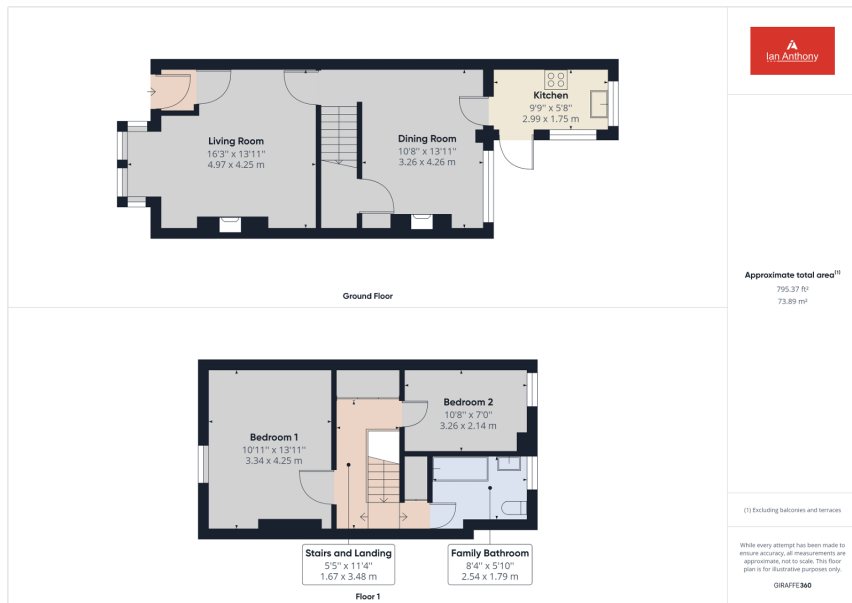 Ian Anthony
Living Room
16'3'' x 13'11''
4.97 x 4.25 m
Dining Room
10'8'' x 13'11''
3.26 x 4.26 m
Kitchen
9'9'' x 5'8''
2.99 x 1.75 m
Ground Floor
Approximate total area(1)
795.37 ft²
73.89 m²
Bedroom 1
10'11'' x 13'11''
3.34 x 4.25 m
Bedroom 2
10'8'' x 7'0''
3.26 x 2.14 m
Stairs and Landing
5'5'' x 11'4''
1.67 x 3.48 m
Family Bathroom
8'4'' x 5'10''
2.54 x 1.79 m
Floor 1
(1) Excluding balconies and terraces
While every attempt has been made to
ensure accuracy, all measurements are
approximate, not to scale. This floor
plan is for illustrative purposes only.
GIRAFFE360